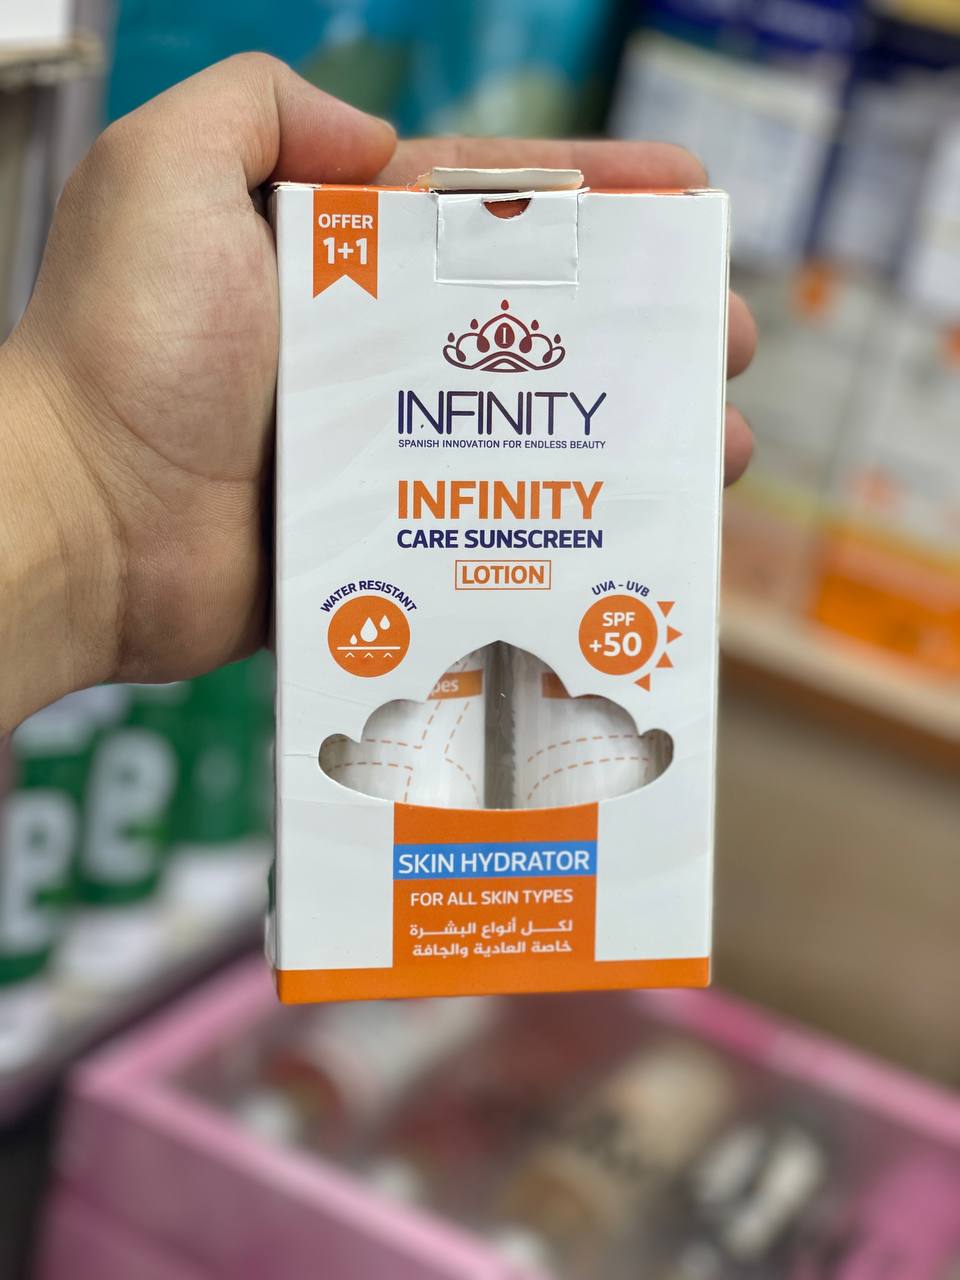 OFFER
1+1
I
INFINITY
SPANISH INNOVATION FOR ENDLESS BEAUTY
INFINITY
CARE SUNSCREEN
LOTION
WATER RESISTANT
UVA - UVB
SPF
+50
SKIN HYDRATOR
FOR ALL SKIN TYPES
لكل أنواع البشرة
خاصة العادية والجافة